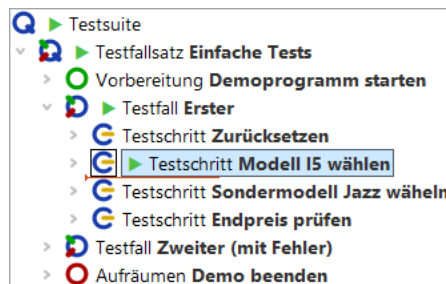 Testsuite
Testfallsatz Einfache Tests
Vorbereitung Demoprogramm starten
Testfall Erster
Testschritt Zurücksetzen
Testschritt Modell I5 wählen
Testschritt Sondermodell Jazz wäheln
Testschritt Endpreis prüfen
Testfall Zweiter (mit Fehler)
Aufräumen Demo beenden